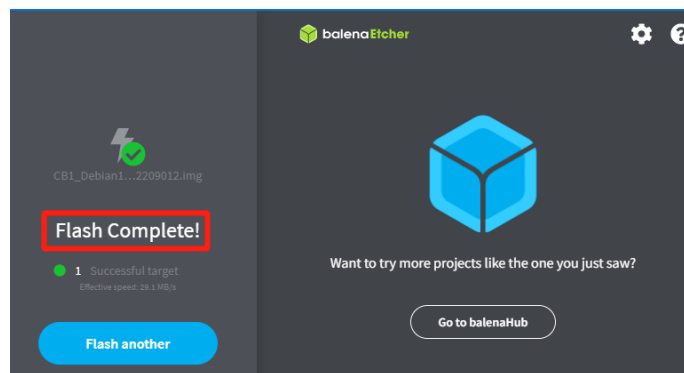 balenaEtcher
CB1_Debian1...2209012.img
Flash Complete!
1 Successful target
Effective speed: 29.1 MB/s
Flash another
Want to try more projects like the one you just saw?
Go to balenaHub